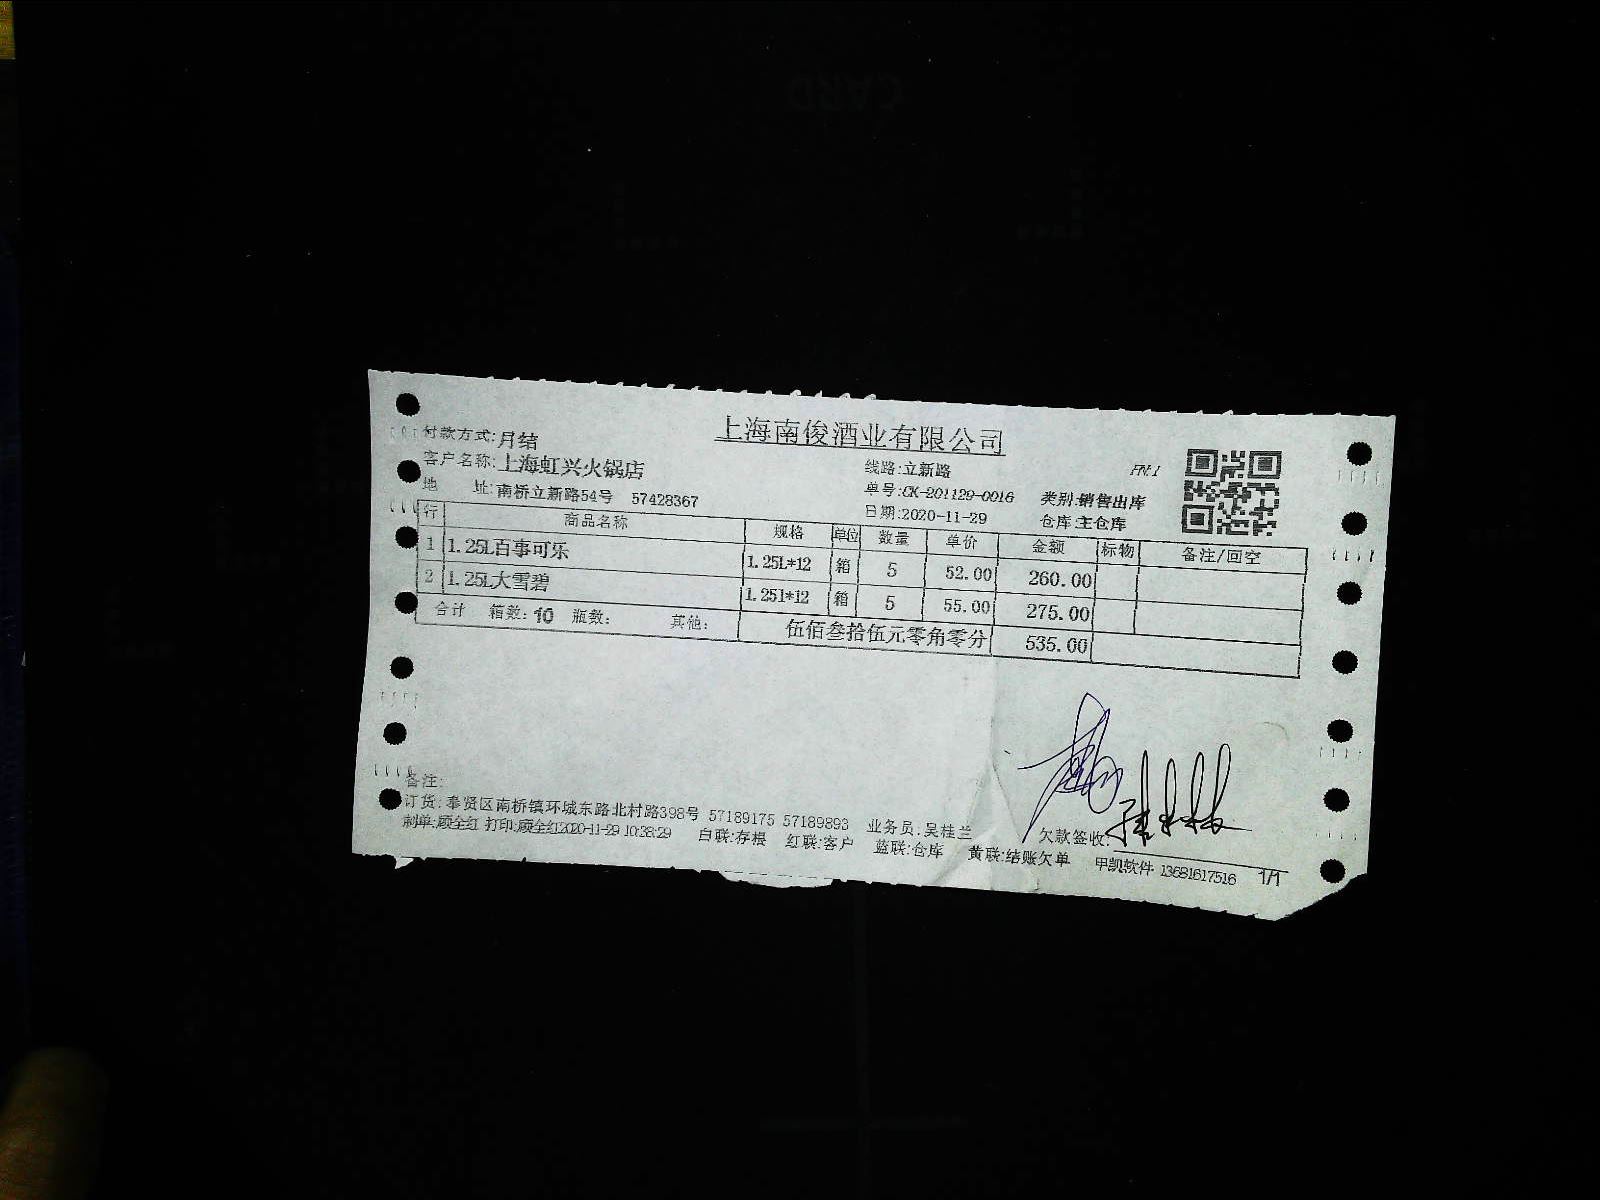 上海南俊酒业有限公司
付款方式:月结
客户名称:上海虹兴火锅店 线路:立新路 FN-1
地 址:南桥立新路54号 57428367 单号:CK-201129-0016 类别:销售出库
日期:2020-11-29 仓库:主仓库
行 商品名称 规格 单位 数量 单价 金额 标物 备注/回空
1 1.25L百事可乐 1.25L*12 箱 5 52.00 260.00
2 1.25L大雪碧 1.25l*12 箱 5 55.00 275.00
合计 箱数: 10 瓶数: 其他: 伍佰叁拾伍元零角零分 535.00
备注:
订货: 奉贤区南桥镇环城东路北村路398号 57189175 57189893 业务员:吴桂兰 欠款签收:
制单:顾全红 打印:顾全红2020-11-29 10:38:29 白联:存根 红联:客户 蓝联:仓库 黄联:结账欠单 甲凯软件 13681617516 1/1